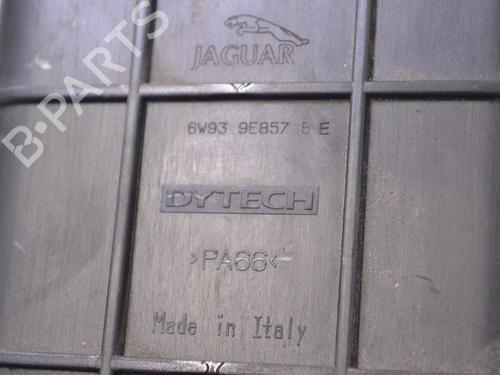 JAGUAR
6W93 9E857 B E
DYTECH
>PA66<
Made in Italy
B-PARTS